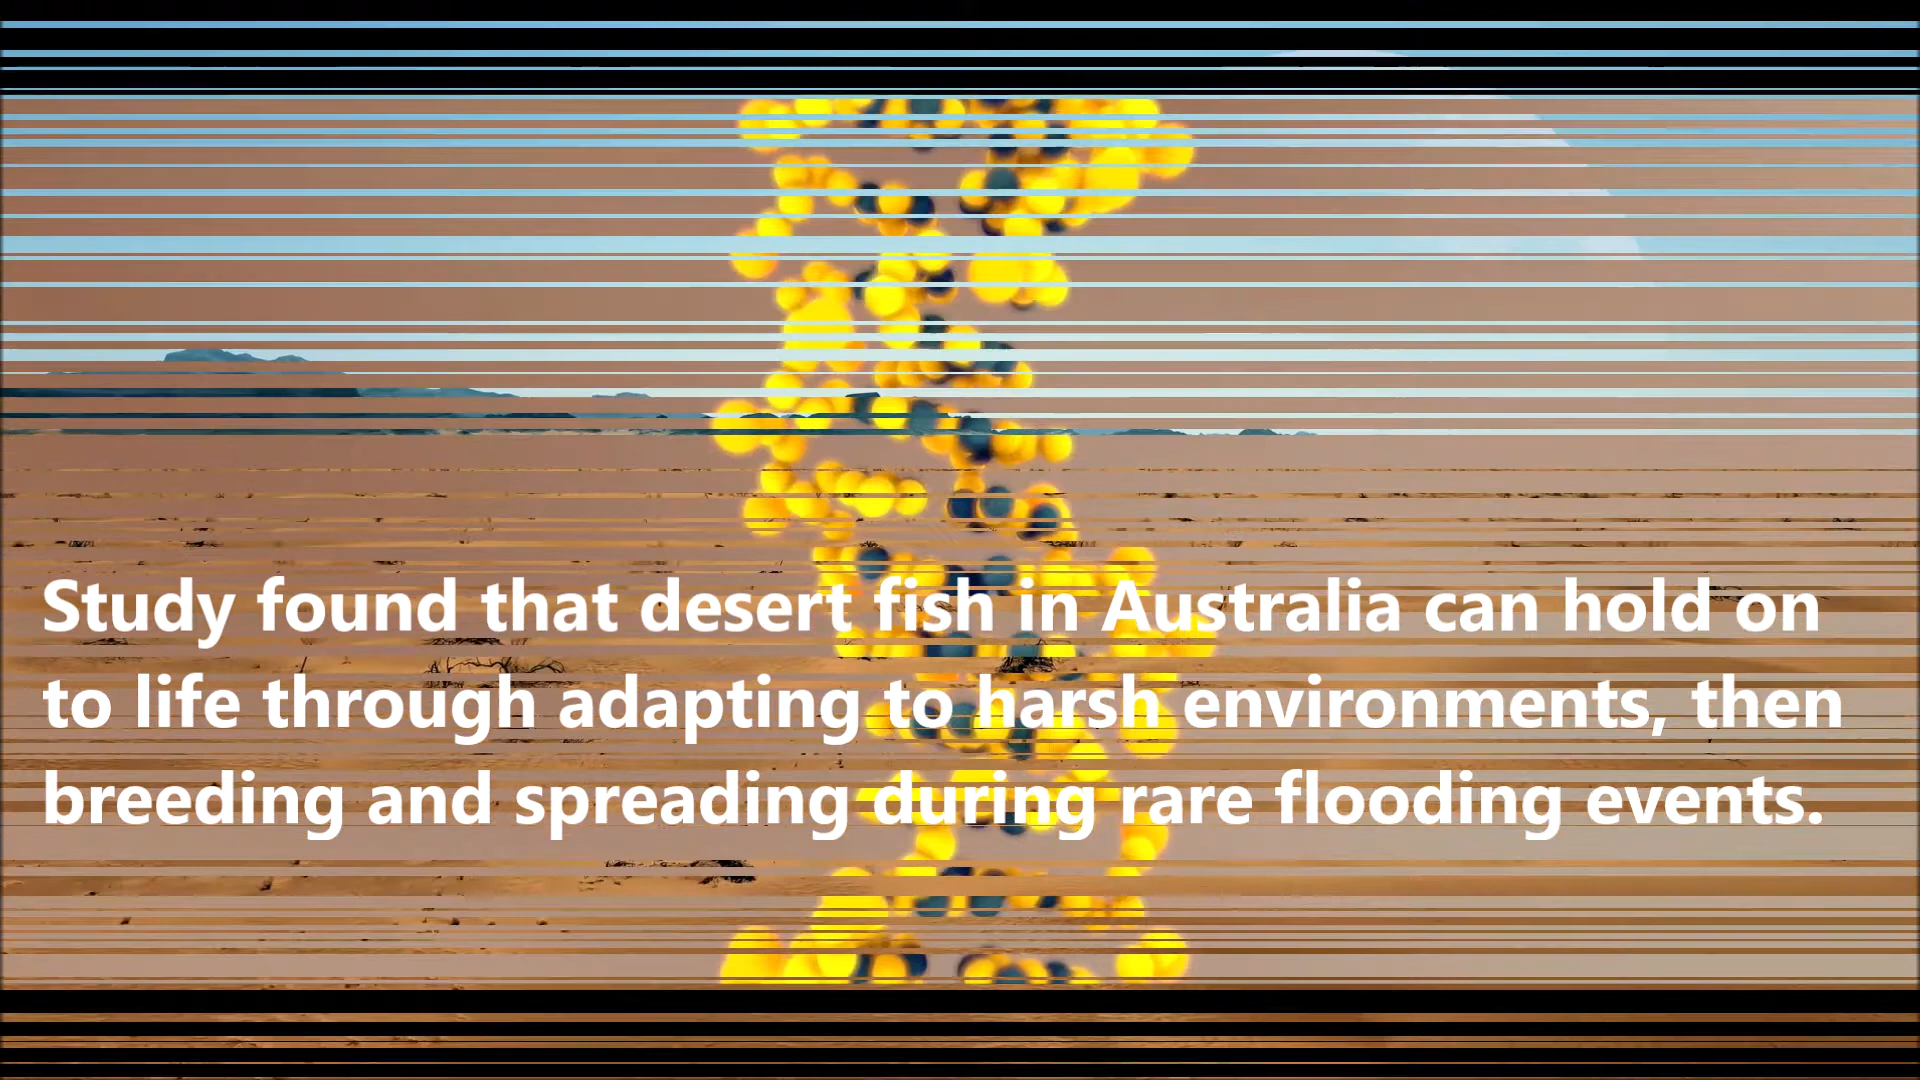 Study found that desert fish in Australia can hold on
to life through adapting to harsh environments, then
breeding and spreading during rare flooding events.